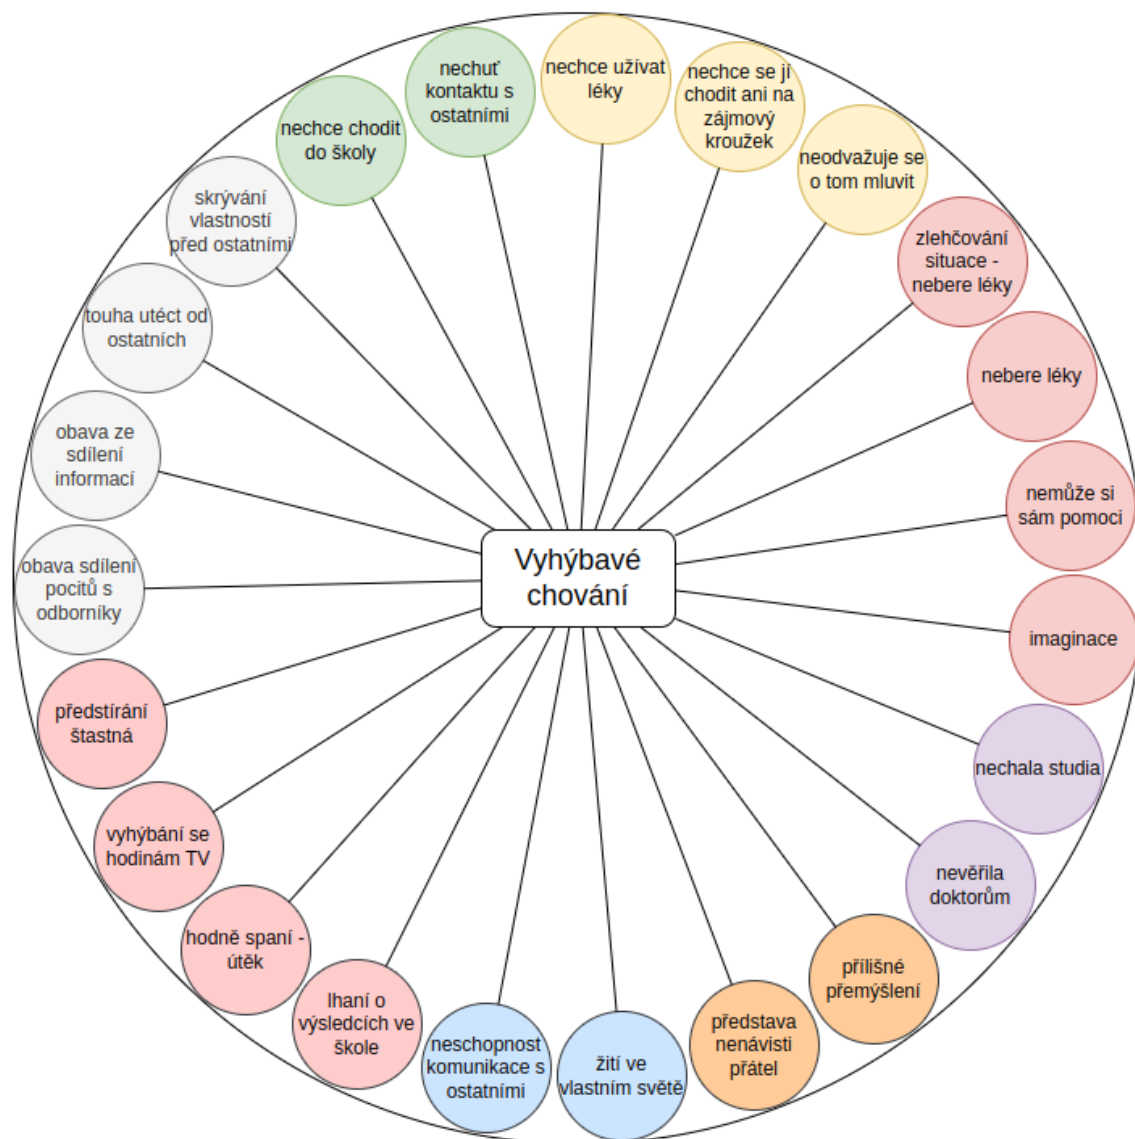 nechuť
kontaktu s
ostatními
nechce užívat
léky
nechce se jí
chodit ani na
zájmový
kroužek
neodvažuje se
o tom mluvit
zlehčování
situace -
nebere léky
nebere léky
nemůže si
sám pomoci
imaginace
nechala studia
nevěřila
doktorům
přílišné
přemýšlení
představa
nenávisti
přátel
žití ve
vlastním světě
neschopnost
komunikace s
ostatními
lhaní o
výsledcích ve
škole
hodně spaní -
útěk
vyhýbání se
hodinám TV
předstírání
štastná
obava sdílení
pocitů s
odborníky
obava ze
sdílení
informací
touha utéct od
ostatních
skrývání
vlastností
před ostatními
nechce chodit
do školy
Vyhýbavé
chování